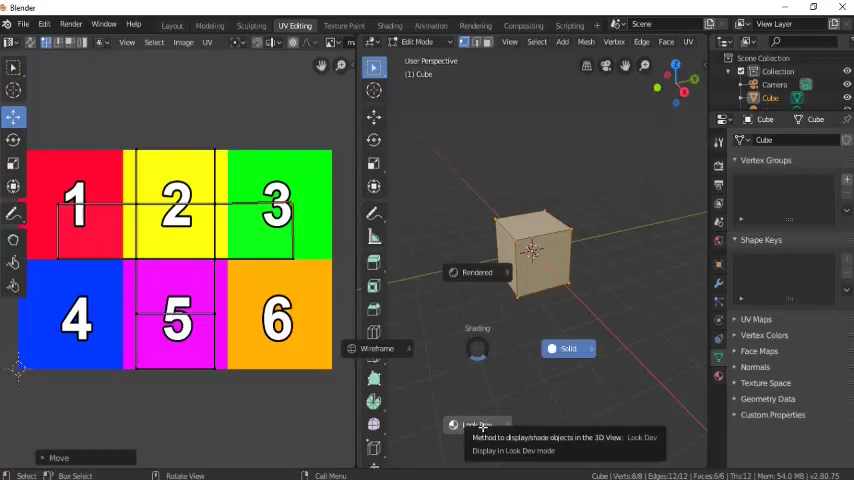 Blender
File Edit Render Window Help Layout Modeling Sculpting UV Editing Texture Paint Shading Animation Rendering Compositing Scripting Scene View Layer
View Select Image UV Edit Mode View Select Add Mesh Vertex Edge Face UV
User Perspective
(1) Cube
Z
Y
X
Scene Collection
Collection
Camera
Cube
Cube Cube
Cube
Vertex Groups
Shape Keys
UV Maps
Vertex Colors
Face Maps
Normals
Texture Space
Geometry Data
Custom Properties
1 2 3
4 5 6
Rendered 8
Shading
Wireframe 4
Solid 6
Look Dev
Method to display/shade objects in the 3D View: Look Dev
Display in Look Dev mode
Move
Select Box Select Rotate View Call Menu Cube | Verts:8/8 | Edges:12/12 | Faces:6/6 | Tris:12 | Mem: 54.0 MB | v2.80.75